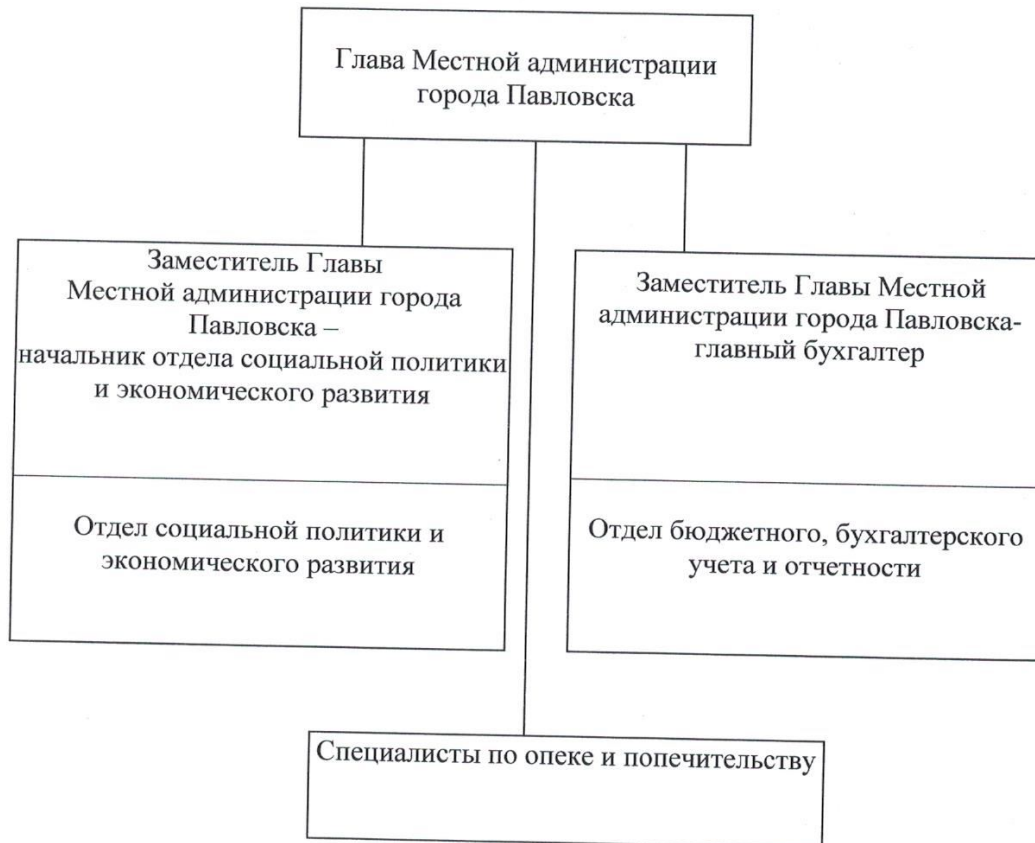 Глава Местной администрации
города Павловска
Заместитель Главы
Местной администрации города
Павловска –
начальник отдела социальной политики
и экономического развития
Заместитель Главы Местной
администрации города Павловска-
главный бухгалтер
Отдел социальной политики и
экономического развития
Отдел бюджетного, бухгалтерского
учета и отчетности
Специалисты по опеке и попечительству